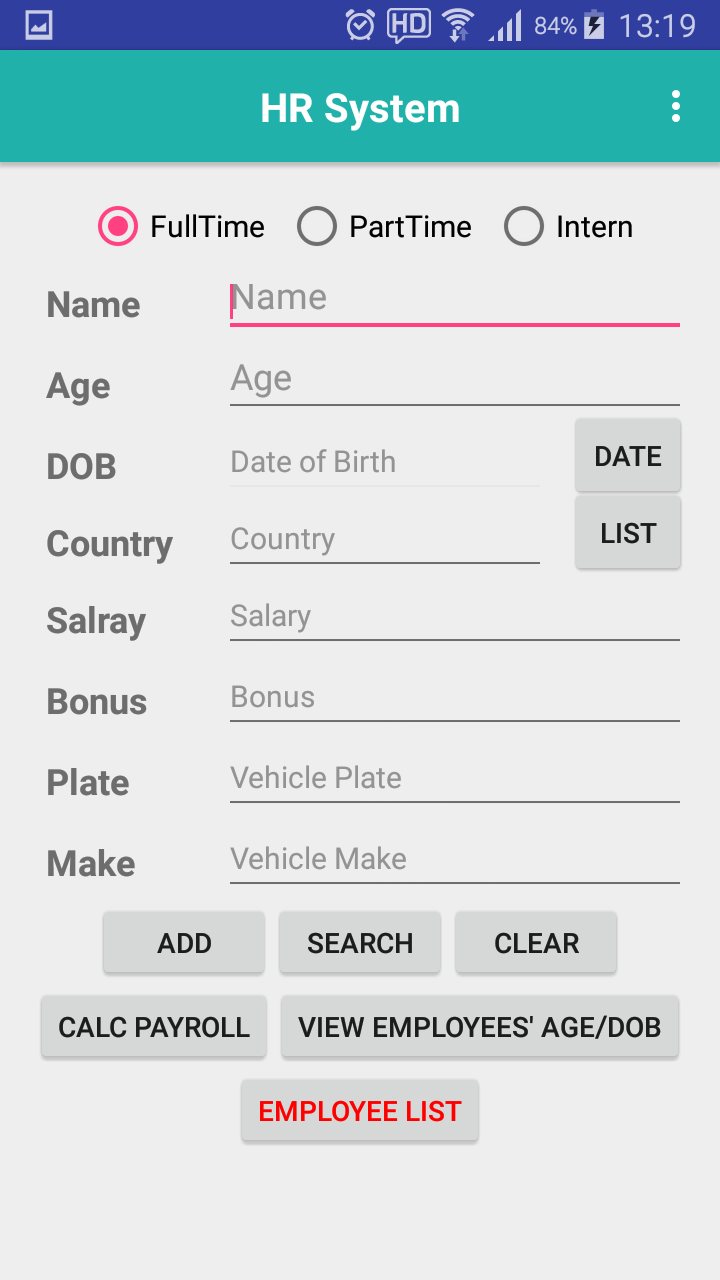 HD 84% 13:19
HR System
FullTime PartTime Intern
Name Name
Age Age
DOB Date of Birth DATE
Country Country LIST
Salray Salary
Bonus Bonus
Plate Vehicle Plate
Make Vehicle Make
ADD SEARCH CLEAR
CALC PAYROLL VIEW EMPLOYEES' AGE/DOB
EMPLOYEE LIST